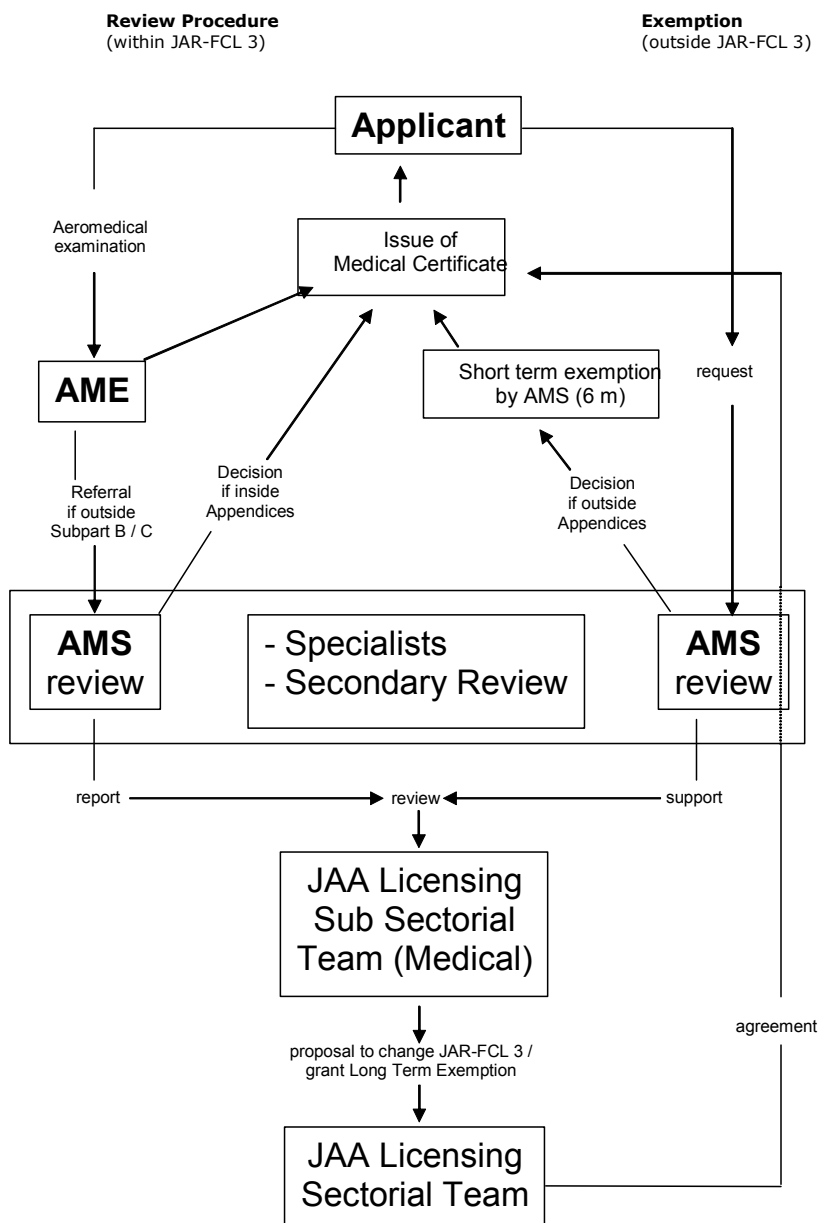 Review Procedure
(within JAR-FCL 3)
Exemption
(outside JAR-FCL 3)
Applicant
Aeromedical
examination
Issue of
Medical Certificate
AME
Short term exemption
by AMS (6 m)
request
Referral
if outside
Subpart B / C
Decision
if inside
Appendices
Decision
if outside
Appendices
AMS
review
- Specialists
- Secondary Review
AMS
review
report
review
support
JAA Licensing
Sub Sectorial
Team (Medical)
agreement
proposal to change JAR-FCL 3 /
grant Long Term Exemption
JAA Licensing
Sectorial Team